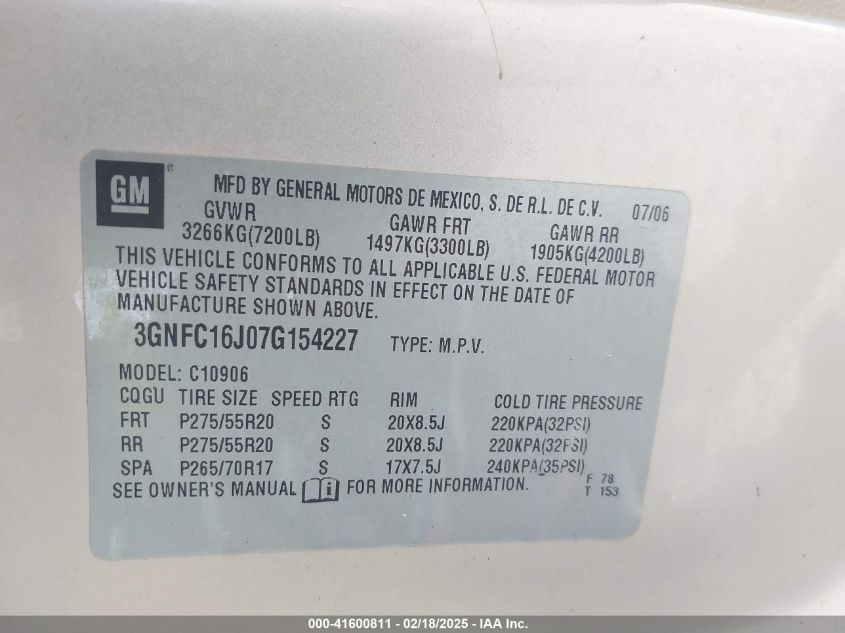 GM ®
MFD BY GENERAL MOTORS DE MEXICO, S. DE R.L. DE C.V. 07/06
GVWR GAWR FRT GAWR RR
3266KG(7200LB) 1497KG(3300LB) 1905KG(4200LB)
THIS VEHICLE CONFORMS TO ALL APPLICABLE U.S. FEDERAL MOTOR
VEHICLE SAFETY STANDARDS IN EFFECT ON THE DATE OF
MANUFACTURE SHOWN ABOVE.
3GNFC16J07G154227 TYPE: M.P.V.
MODEL: C10906
CQGU TIRE SIZE SPEED RTG RIM COLD TIRE PRESSURE
FRT P275/55R20 S 20X8.5J 220KPA(32PSI)
RR P275/55R20 S 20X8.5J 220KPA(32PSI)
SPA P265/70R17 S 17X7.5J 240KPA(35PSI)
SEE OWNER'S MANUAL i FOR MORE INFORMATION.
F 78
T 153
000-41600811 - 02/18/2025 - IAA Inc.